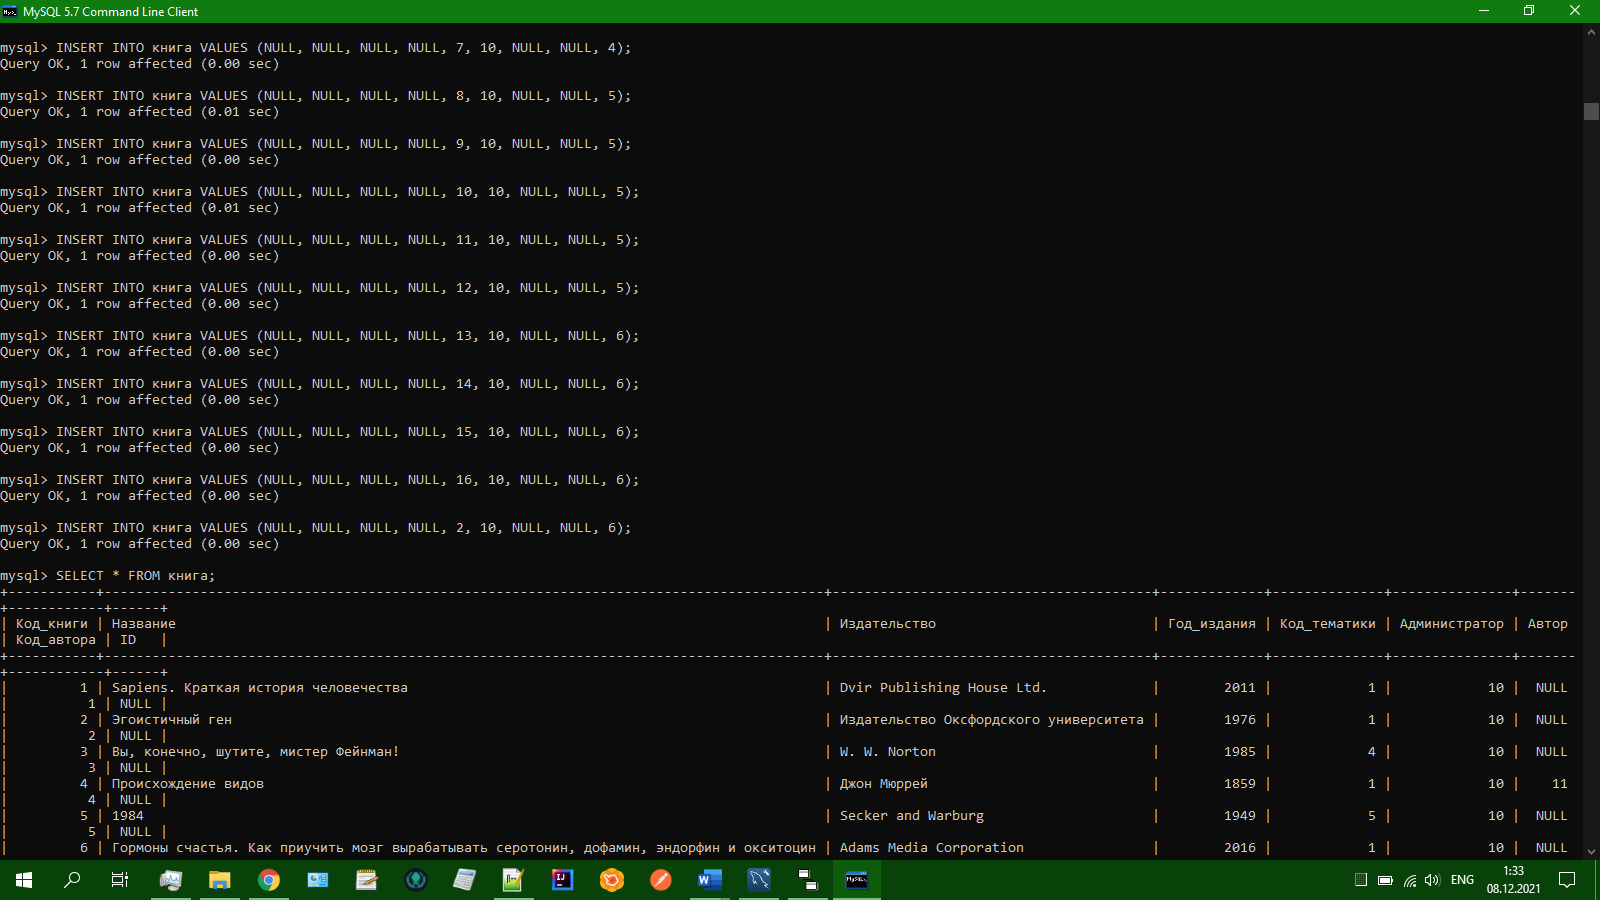 MySQL 5.7 Command Line Client
mysql> INSERT INTO книга VALUES (NULL, NULL, NULL, NULL, 7, 10, NULL, NULL, 4);
Query OK, 1 row affected (0.00 sec)
mysql> INSERT INTO книга VALUES (NULL, NULL, NULL, NULL, 8, 10, NULL, NULL, 5);
Query OK, 1 row affected (0.01 sec)
mysql> INSERT INTO книга VALUES (NULL, NULL, NULL, NULL, 9, 10, NULL, NULL, 5);
Query OK, 1 row affected (0.00 sec)
mysql> INSERT INTO книга VALUES (NULL, NULL, NULL, NULL, 10, 10, NULL, NULL, 5);
Query OK, 1 row affected (0.01 sec)
mysql> INSERT INTO книга VALUES (NULL, NULL, NULL, NULL, 11, 10, NULL, NULL, 5);
Query OK, 1 row affected (0.00 sec)
mysql> INSERT INTO книга VALUES (NULL, NULL, NULL, NULL, 12, 10, NULL, NULL, 5);
Query OK, 1 row affected (0.00 sec)
mysql> INSERT INTO книга VALUES (NULL, NULL, NULL, NULL, 13, 10, NULL, NULL, 6);
Query OK, 1 row affected (0.00 sec)
mysql> INSERT INTO книга VALUES (NULL, NULL, NULL, NULL, 14, 10, NULL, NULL, 6);
Query OK, 1 row affected (0.00 sec)
mysql> INSERT INTO книга VALUES (NULL, NULL, NULL, NULL, 15, 10, NULL, NULL, 6);
Query OK, 1 row affected (0.00 sec)
mysql> INSERT INTO книга VALUES (NULL, NULL, NULL, NULL, 16, 10, NULL, NULL, 6);
Query OK, 1 row affected (0.00 sec)
mysql> INSERT INTO книга VALUES (NULL, NULL, NULL, NULL, 2, 10, NULL, NULL, 6);
Query OK, 1 row affected (0.00 sec)
mysql> SELECT * FROM книга;
| Код_книги | Название | Издательство | Год_издания | Код_тематики | Администратор | Автор
| Код_автора | ID |
| 1 | Sapiens. Краткая история человечества | Dvir Publishing House Ltd. | 2011 | 1 | 10 | NULL
| 1 | NULL |
| 2 | Эгоистичный ген | Издательство Оксфордского университета | 1976 | 1 | 10 | NULL
| 2 | NULL |
| 3 | Вы, конечно, шутите, мистер Фейнман! | W. W. Norton | 1985 | 4 | 10 | NULL
| 3 | NULL |
| 4 | Происхождение видов | Джон Мюррей | 1859 | 1 | 10 | 11
| 4 | NULL |
| 5 | 1984 | Secker and Warburg | 1949 | 5 | 10 | NULL
| 5 | NULL |
| 6 | Гормоны счастья. Как приучить мозг вырабатывать серотонин, дофамин, эндорфин и окситоцин | Adams Media Corporation | 2016 | 1 | 10 | NULL
ENG
1:33
08.12.2021